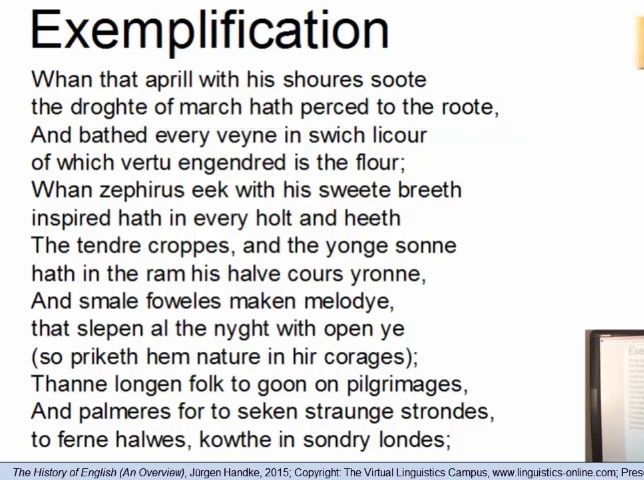 Exemplification
Whan that aprill with his shoures soote
the droghte of march hath perced to the roote,
And bathed every veyne in swich licour
of which vertu engendred is the flour;
Whan zephirus eek with his sweete breeth
inspired hath in every holt and heeth
The tendre croppes, and the yonge sonne
hath in the ram his halve cours yronne,
And smale foweles maken melodye,
that slepen al the nyght with open ye
(so priketh hem nature in hir corages);
Thanne longen folk to goon on pilgrimages,
And palmeres for to seken straunge strondes,
to ferne halwes, kowthe in sondry londes;
The History of English (An Overview), Jürgen Handke, 2015; Copyright: The Virtual Linguistics Campus, www.linguistics-online.com; Pres